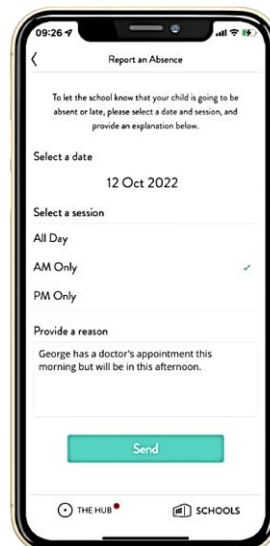 09:26
Report an Absence
To let the school know that your child is going to be
absent or late, please select a date and session, and
provide an explanation below.
Select a date
12 Oct 2022
Select a session
All Day
AM Only
PM Only
Provide a reason
George has a doctor's appointment this
morning but will be in this afternoon.
Send
THE HUB
SCHOOLS